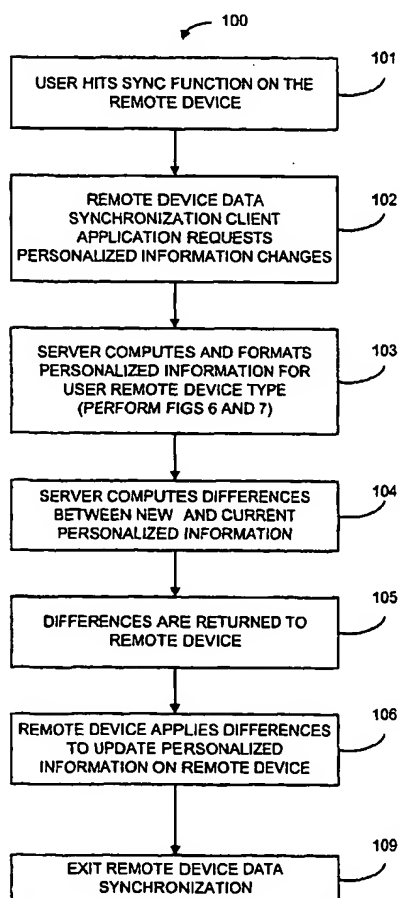 100
101
USER HITS SYNC FUNCTION ON THE
REMOTE DEVICE
102
REMOTE DEVICE DATA
SYNCHRONIZATION CLIENT
APPLICATION REQUESTS
PERSONALIZED INFORMATION CHANGES
103
SERVER COMPUTES AND FORMATS
PERSONALIZED INFORMATION FOR
USER REMOTE DEVICE TYPE
(PERFORM FIGS 6 AND 7)
104
SERVER COMPUTES DIFFERENCES
BETWEEN NEW AND CURRENT
PERSONALIZED INFORMATION
105
DIFFERENCES ARE RETURNED TO
REMOTE DEVICE
106
REMOTE DEVICE APPLIES DIFFERENCES
TO UPDATE PERSONALIZED
INFORMATION ON REMOTE DEVICE
109
EXIT REMOTE DEVICE DATA
SYNCHRONIZATION